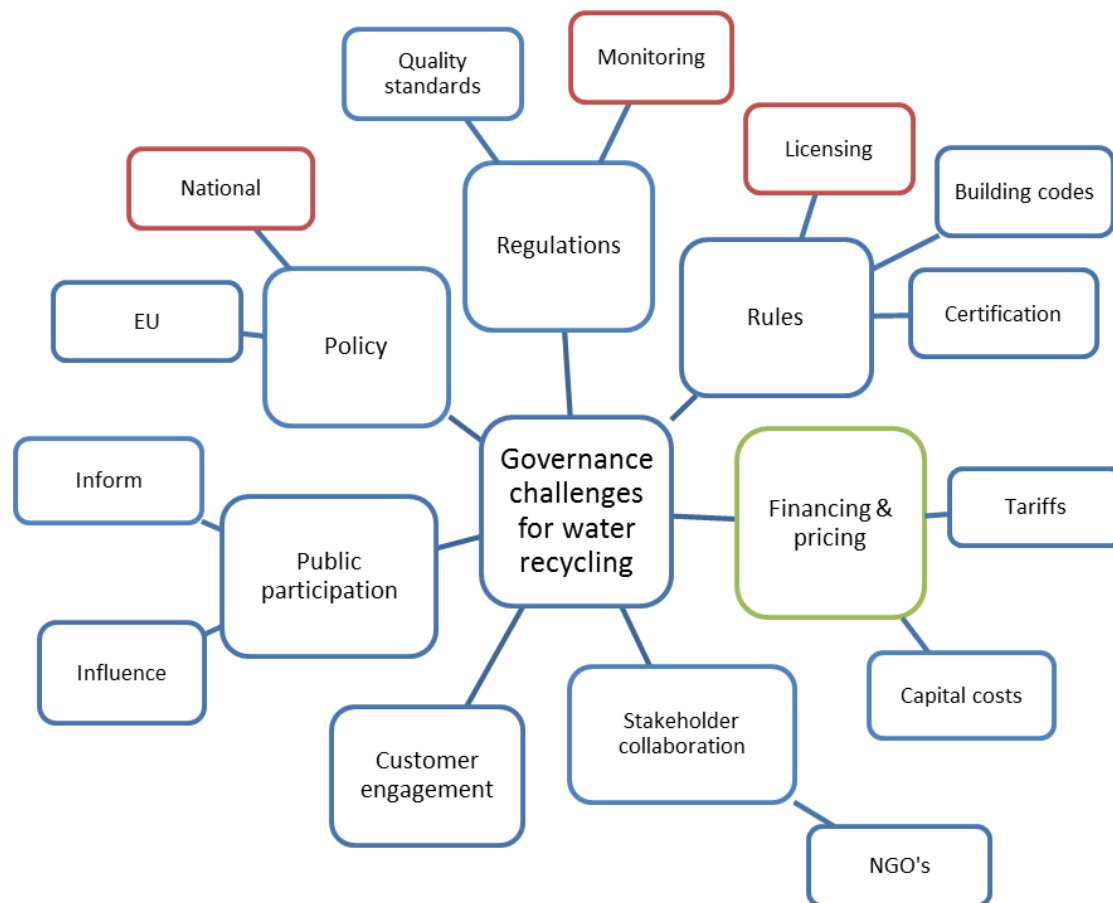 Quality
standards
Monitoring
Licensing
National
Building codes
Regulations
EU
Policy
Rules
Certification
Governance
challenges
for water
recycling
Inform
Financing &
pricing
Tariffs
Public
participation
Influence
Capital costs
Stakeholder
collaboration
Customer
engagement
NGO's